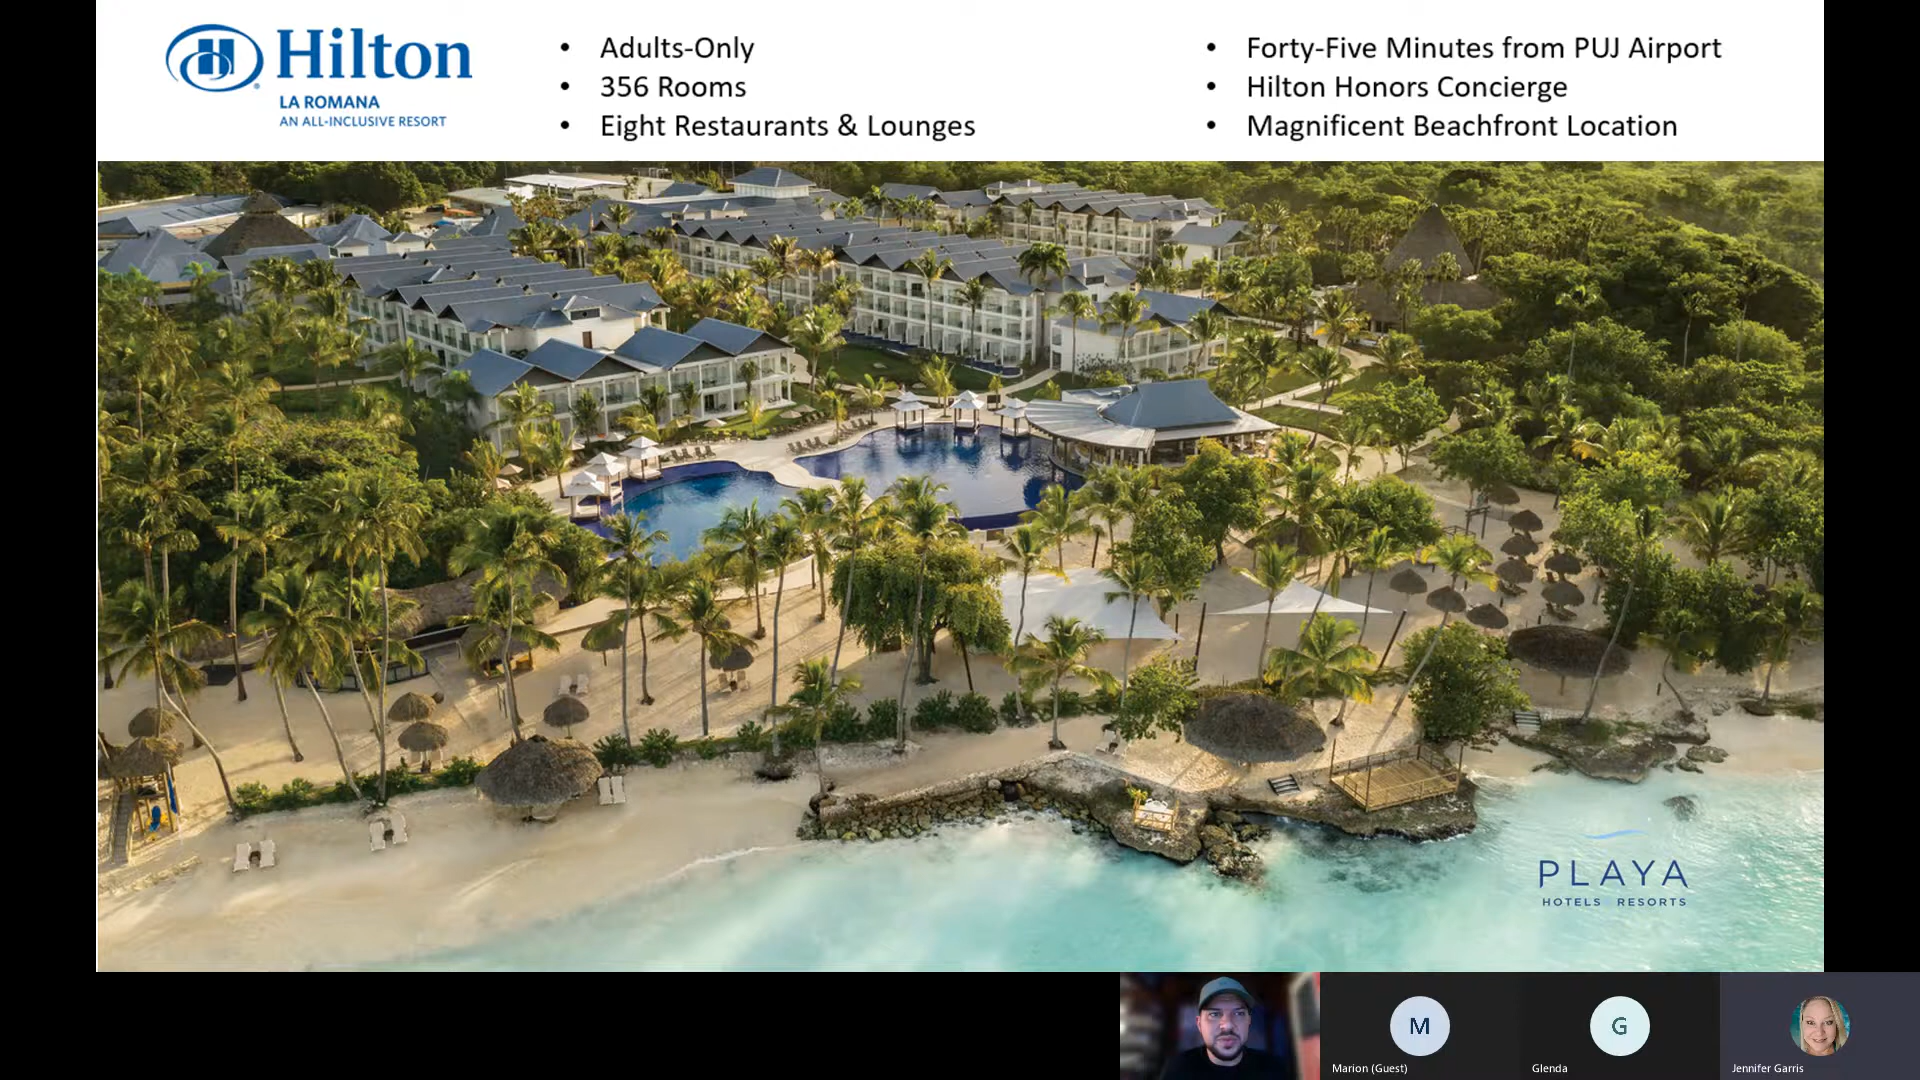 Hilton
LA ROMANA
AN ALL-INCLUSIVE RESORT
• Adults-Only
• 356 Rooms
• Eight Restaurants & Lounges
• Forty-Five Minutes from PUJ Airport
• Hilton Honors Concierge
• Magnificent Beachfront Location
PLAYA
HOTELS RESORTS
M
G
Marion (Guest)
Glenda
Jennifer Garris